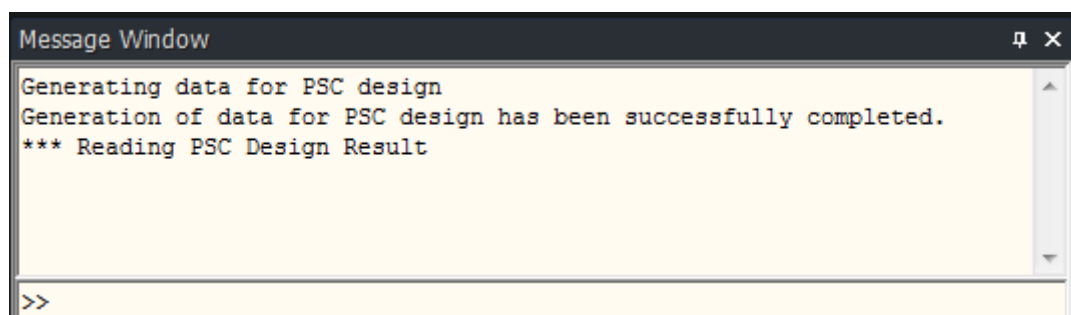 Message Window
Generating data for PSC design
Generation of data for PSC design has been successfully completed.
*** Reading PSC Design Result
>>